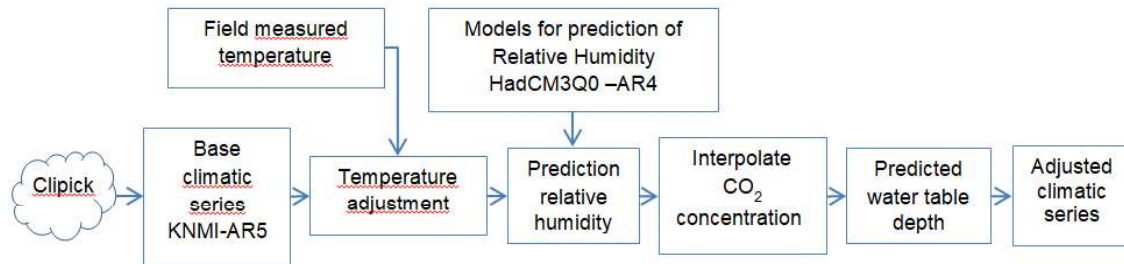 Field measured
temperature
Models for prediction of
Relative Humidity
HadCM3Q0 –AR4
Clipick
Base
climatic
series
KNMI-AR5
Temperature
adjustment
Prediction
relative
humidity
Interpolate
CO₂
concentration
Predicted
water table
depth
Adjusted
climatic
series